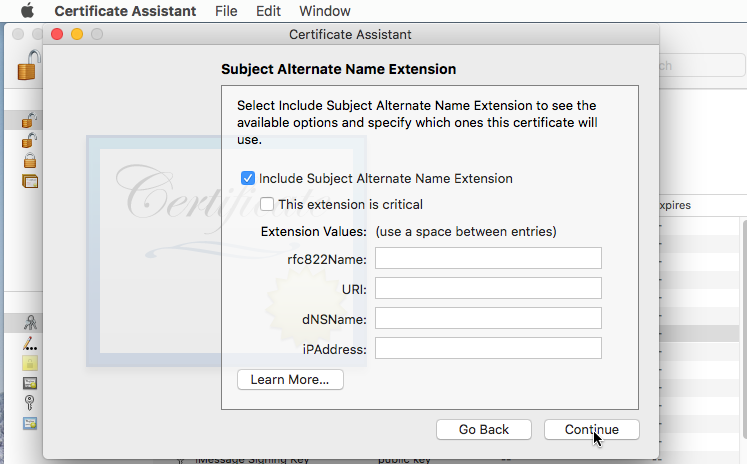 Certificate Assistant File Edit Window
Certificate Assistant
Subject Alternate Name Extension
Select Include Subject Alternate Name Extension to see the
available options and specify which ones this certificate will
use.
Certificate
Include Subject Alternate Name Extension
This extension is critical
Extension Values: (use a space between entries)
rfc822Name:
URI:
dNSName:
iPAddress:
Learn More...
Go Back Continue
iMessage Signing Key public key